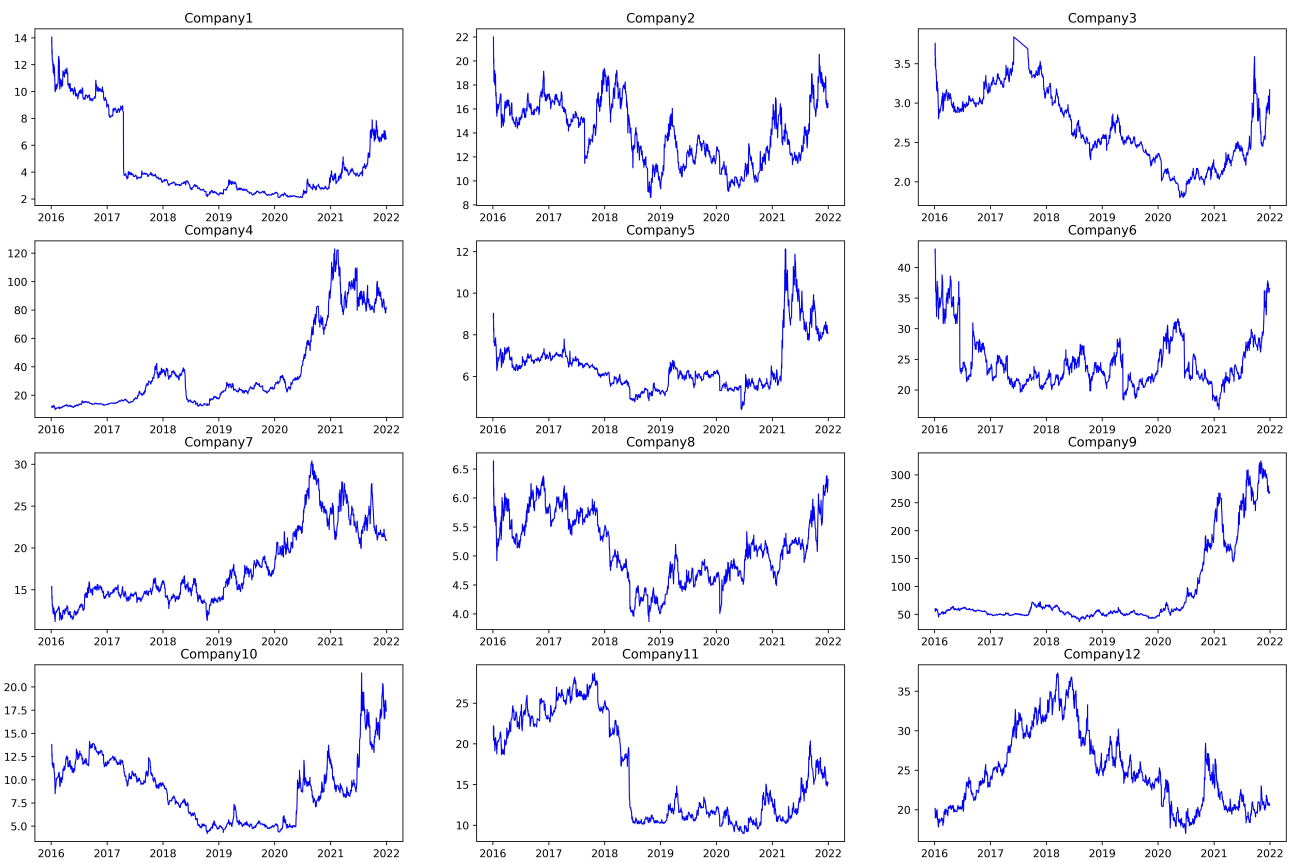 Company1 Company2 Company3
14 22
12 20 3.5
10 18
8 16 3.0
6 14
4 12 2.5
2 10 2.0
8
2016 2017 2018 2019 2020 2021 2022 2016 2017 2018 2019 2020 2021 2022 2016 2017 2018 2019 2020 2021 2022
Company4 Company5 Company6
120 12 40
100 10 35
80 8 30
60 6 25
40 20
20
2016 2017 2018 2019 2020 2021 2022 2016 2017 2018 2019 2020 2021 2022 2016 2017 2018 2019 2020 2021 2022
Company7 Company8 Company9
30 6.5 300
25 6.0 250
20 5.5 200
15 5.0 150
4.5 100
4.0 50
2016 2017 2018 2019 2020 2021 2022 2016 2017 2018 2019 2020 2021 2022 2016 2017 2018 2019 2020 2021 2022
Company10 Company11 Company12
20.0 25 35
17.5 20 30
15.0 15 25
12.5 10 20
10.0
7.5
5.0
2016 2017 2018 2019 2020 2021 2022 2016 2017 2018 2019 2020 2021 2022 2016 2017 2018 2019 2020 2021 2022